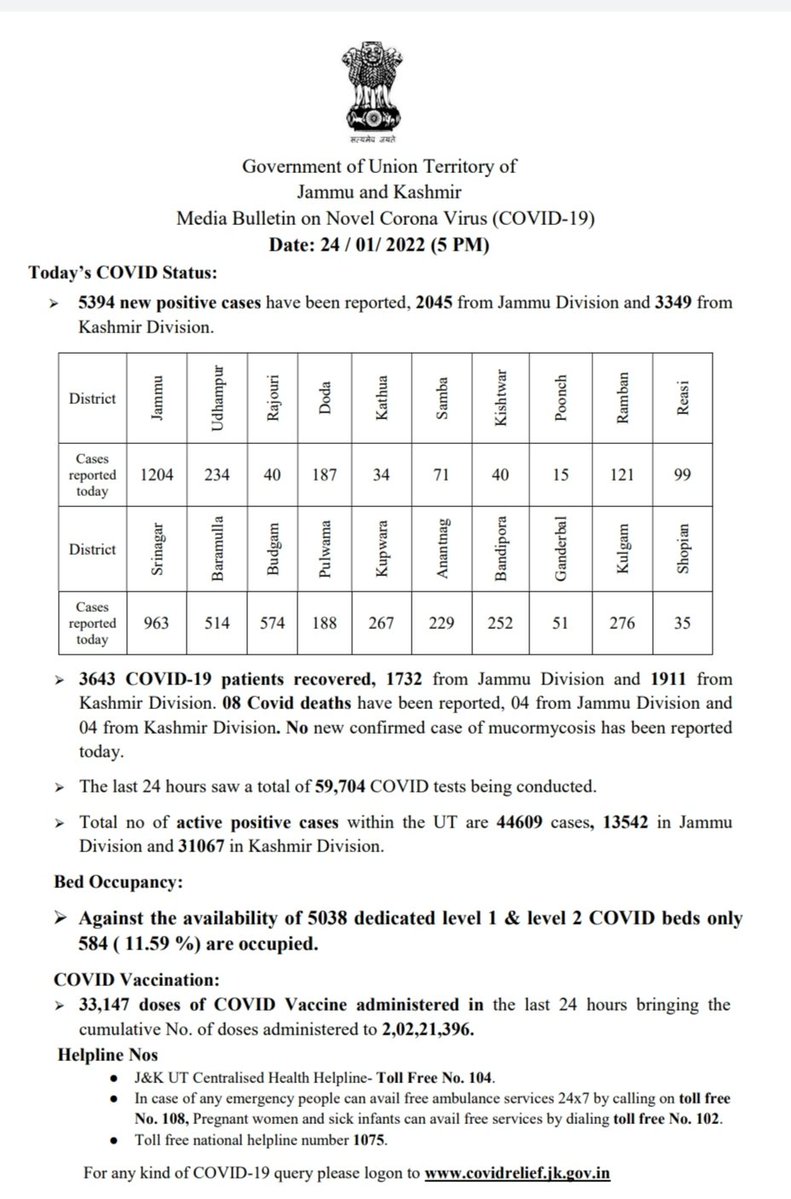 सत्यमेव जयते
Government of Union Territory of
Jammu and Kashmir
Media Bulletin on Novel Corona Virus (COVID-19)
Date: 24 / 01/ 2022 (5 PM)
Today’s COVID Status:
➢ 5394 new positive cases have been reported, 2045 from Jammu Division and 3349 from
Kashmir Division.
District Jammu Udhampur Rajouri Doda Kathua Samba Kishtwar Poonch Ramban Reasi
Cases
reported
today
1204 234 40 187 34 71 40 15 121 99
District Srinagar Baramulla Budgam Pulwama Kupwara Anantnag Bandipora Ganderbal Kulgam Shopian
Cases
reported
today
963 514 574 188 267 229 252 51 276 35
➢ 3643 COVID-19 patients recovered, 1732 from Jammu Division and 1911 from
Kashmir Division. 08 Covid deaths have been reported, 04 from Jammu Division and
04 from Kashmir Division. No new confirmed case of mucormycosis has been reported
today.
➢ The last 24 hours saw a total of 59,704 COVID tests being conducted.
➢ Total no of active positive cases within the UT are 44609 cases, 13542 in Jammu
Division and 31067 in Kashmir Division.
Bed Occupancy:
➢ Against the availability of 5038 dedicated level 1 & level 2 COVID beds only
584 ( 11.59 %) are occupied.
COVID Vaccination:
➢ 33,147 doses of COVID Vaccine administered in the last 24 hours bringing the
cumulative No. of doses administered to 2,02,21,396.
Helpline Nos
● J&K UT Centralised Health Helpline- Toll Free No. 104.
● In case of any emergency people can avail free ambulance services 24x7 by calling on toll free
No. 108, Pregnant women and sick infants can avail free services by dialing toll free No. 102.
● Toll free national helpline number 1075.
For any kind of COVID-19 query please logon to www.covidrelief.jk.gov.in